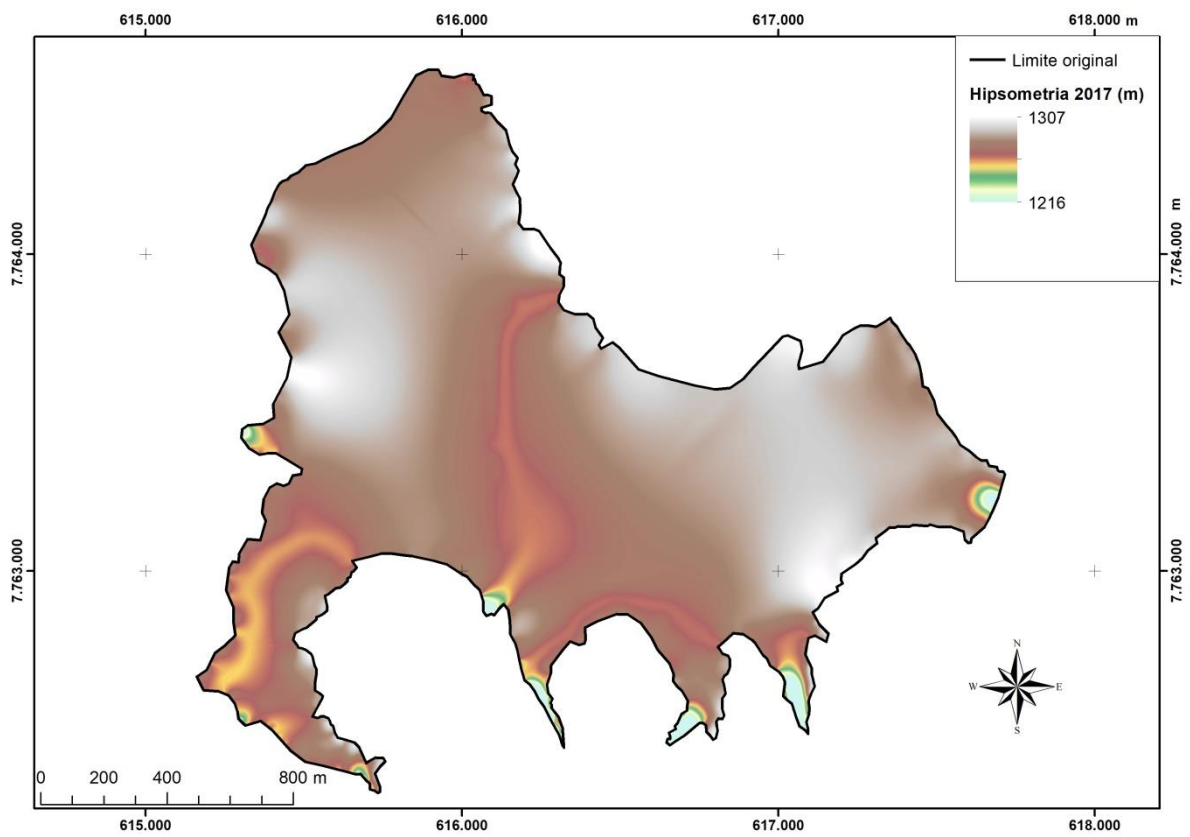 615.000 616.000 617.000 618.000 m
Limite original
Hipsometria 2017 (m)
1307
1216
m
7.764.000 7.764.000
7.763.000 7.763.000
N
W E
S
0 200 400 800 m
615.000 616.000 617.000 618.000